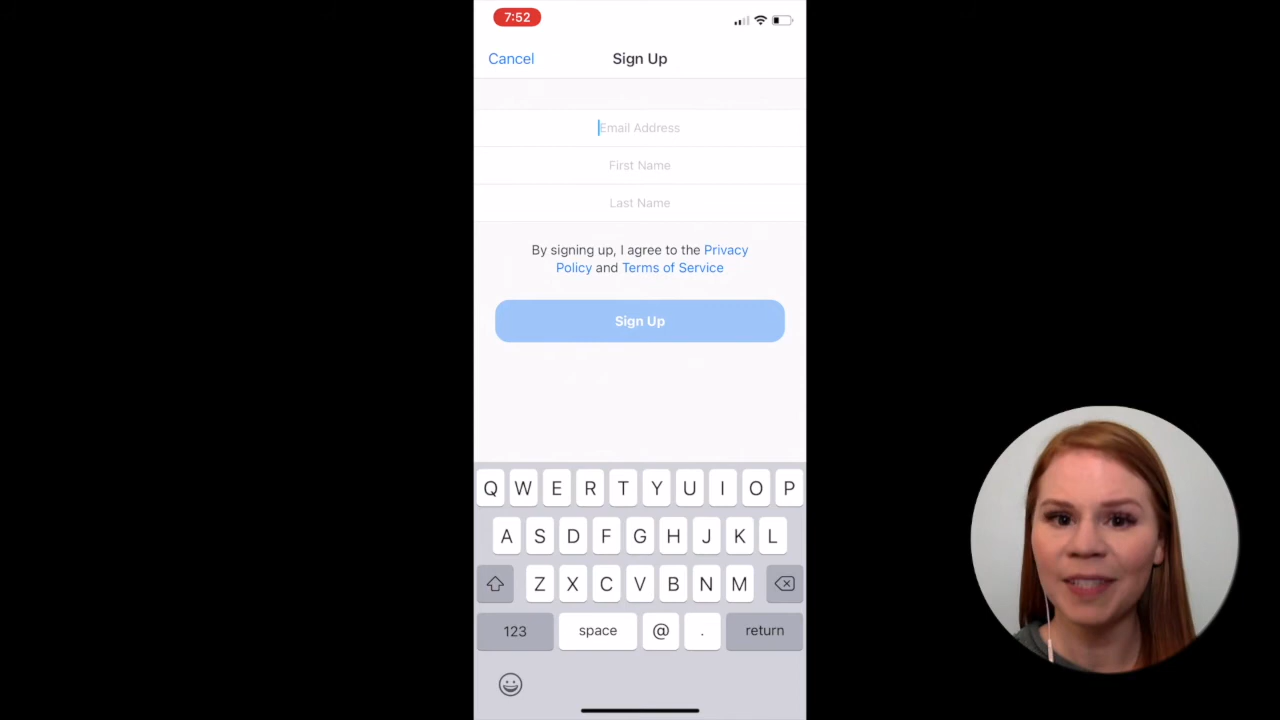 7:52
Cancel
Sign Up
Email Address
First Name
Last Name
By signing up, I agree to the Privacy
Policy and Terms of Service
Sign Up
Q W E R T Y U I O P
A S D F G H J K L
Z X C V B N M
123 space @ . return